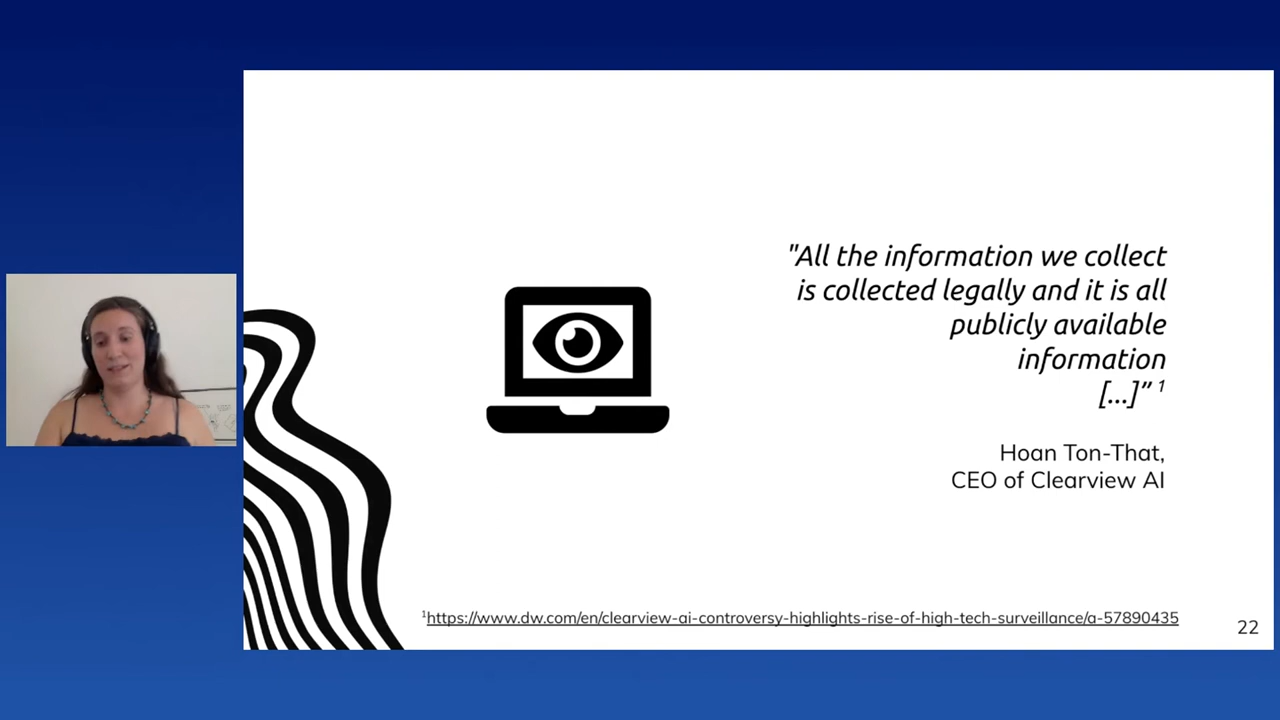 "All the information we collect
is collected legally and it is all
publicly available
information
[...]” 1
Hoan Ton-That,
CEO of Clearview AI
1https://www.dw.com/en/clearview-ai-controversy-highlights-rise-of-high-tech-surveillance/a-57890435
22